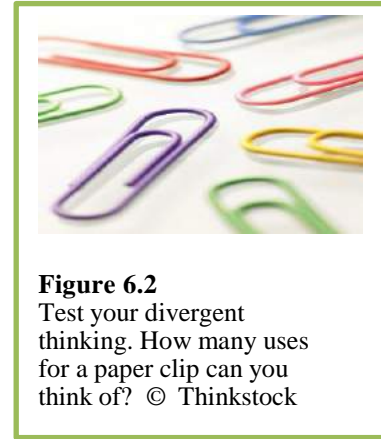 Figure 6.2
Test your divergent
thinking. How many uses
for a paper clip can you
think of? © Thinkstock